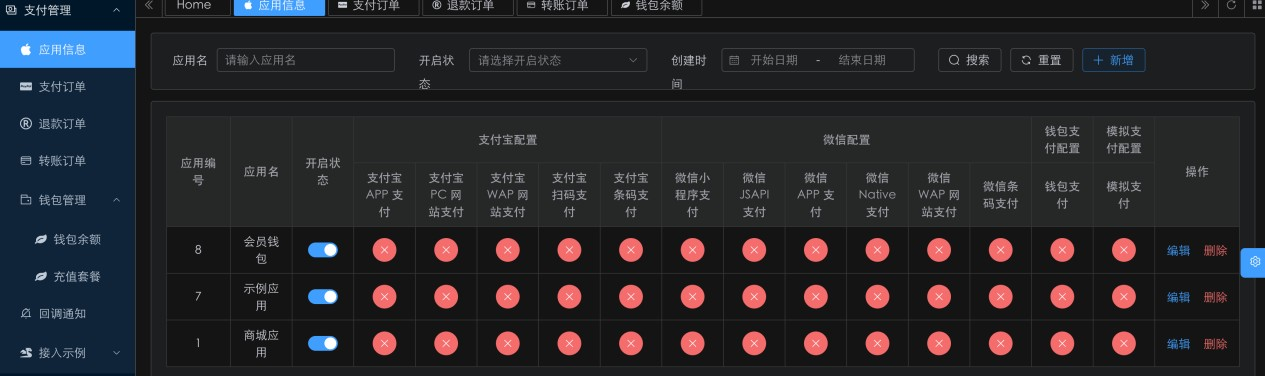 支付管理
应用信息
支付订单
退款订单
转账订单
钱包管理
钱包余额
充值套餐
回调通知
接入示例
Home 应用信息 支付订单 退款订单 转账订单 钱包余额
应用名 请输入应用名 开启状态 请选择开启状态 创建时间 开始日期 - 结束日期 搜索 重置 新增
应用编号 应用名 开启状态 支付宝配置 微信配置 钱包支付配置 模拟支付配置 操作
支付宝 APP 支付 支付宝 PC 网站支付 支付宝 WAP 网站支付 支付宝扫码支付 支付宝条码支付 微信小程序支付 微信 JSAPI 支付 微信 APP 支付 微信 Native 支付 微信 WAP 网站支付 微信条码支付 钱包支付 模拟支付
8 会员钱包 编辑 删除
7 示例应用 编辑 删除
1 商城应用 编辑 删除